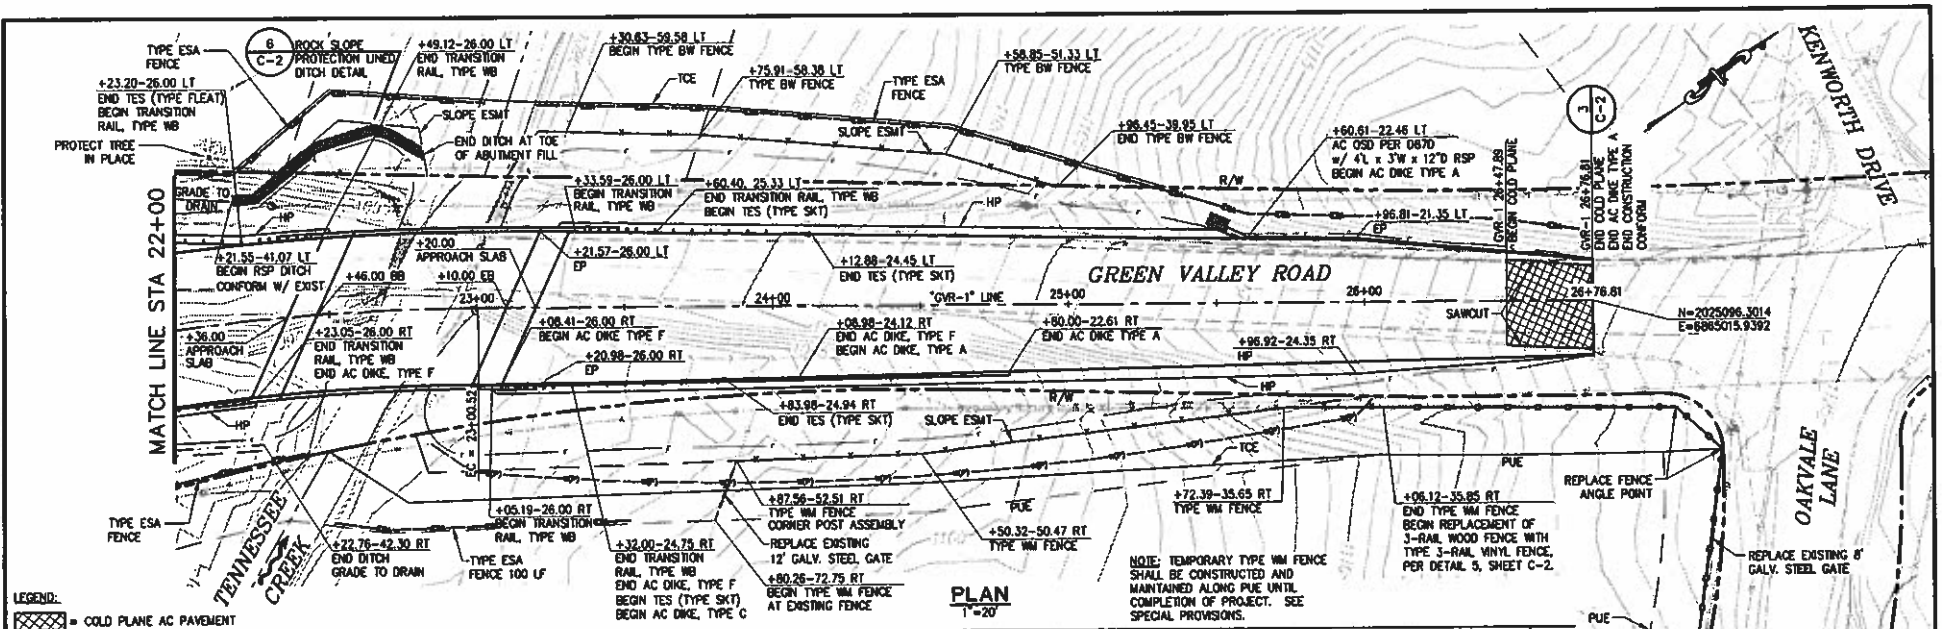 TYPE ESA
FENCE
6
C-2
ROCK SLOPE
PROTECTION LINED
DITCH DETAIL
+49.12-26.00 LT
END TRANSITION
RAIL, TYPE WB
+30.63-59.58 LT
BEGIN TYPE BW FENCE
+75.91-58.38 LT
TYPE BW FENCE
TCE
TYPE ESA
FENCE
+58.85-51.33 LT
TYPE BW FENCE
3
C-2
KENWORTH DRIVE
+23.20-26.00 LT
END TES (TYPE FLEAT)
BEGIN TRANSITION
RAIL, TYPE WB
PROTECT TREE
IN PLACE
SLOPE ESMT
END DITCH AT TOE
OF ABUTMENT FILL
SLOPE ESMT
+96.45-39.95 LT
END TYPE BW FENCE
+60.61-22.46 LT
AC OSD PER D87D
w/ 4'L x 3'W x 12"D RSP
BEGIN AC DIKE TYPE A
GVR-1 26+47.89
BEGIN COLD PLANE
GVR-1 26+76.81
END COLD PLANE
END AC DIKE TYPE A
END CONSTRUCTION
CONFORM
GRADE TO
DRAIN
HP
+33.59-26.00 LT
BEGIN TRANSITION
RAIL, TYPE WB
+60.40, 25.33 LT
END TRANSITION RAIL, TYPE WB
BEGIN TES (TYPE SKT)
HP
R/W
+96.81-21.35 LT
EP
MATCH LINE STA 22+00
+21.55-41.07 LT
BEGIN RSP DITCH
CONFORM W/ EXIST
+20.00
APPROACH SLAB
+21.57-26.00 LT
EP
+12.88-24.45 LT
END TES (TYPE SKT)
GREEN VALLEY ROAD
+46.00 BB
+10.00 EB
23+00
24+00
"GVR-1" LINE
25+00
26+00
26+76.81
SAWCUT
N=2025096.3014
E=6865015.9392
+36.00
APPROACH
SLAB
+23.05-26.00 RT
END TRANSITION
RAIL, TYPE WB
END AC DIKE, TYPE F
+08.41-26.00 RT
BEGIN AC DIKE TYPE F
+20.98-26.00 RT
EP
+08.98-24.12 RT
END AC DIKE, TYPE F
BEGIN AC DIKE, TYPE A
+80.00-22.61 RT
END AC DIKE TYPE A
+96.92-24.35 RT
HP
HP
HP
EC 23+00.52
+83.98-24.94 RT
END TES (TYPE SKT)
R/W
SLOPE ESMT
TCE
PUE
REPLACE FENCE
ANGLE POINT
OAKVALE
LANE
TYPE ESA
FENCE
TENNESSEE
CREEK
+22.76-42.30 RT
END DITCH
GRADE TO DRAIN
TYPE ESA
FENCE 100 LF
+05.19-26.00 RT
BEGIN TRANSITION
RAIL, TYPE WB
+32.00-24.75 RT
END TRANSITION
RAIL, TYPE WB
END AC DIKE, TYPE F
BEGIN TES (TYPE SKT)
BEGIN AC DIKE, TYPE C
+87.56-52.51 RT
TYPE WM FENCE
CORNER POST ASSEMBLY
REPLACE EXISTING
12' GALV. STEEL GATE
+80.26-72.75 RT
BEGIN TYPE WM FENCE
AT EXISTING FENCE
PUE
+50.32-50.47 RT
TYPE WM FENCE
+72.39-35.65 RT
TYPE WM FENCE
+06.12-35.85 RT
END TYPE WM FENCE
BEGIN REPLACEMENT OF
3-RAIL WOOD FENCE WITH
TYPE 3-RAIL VINYL FENCE,
PER DETAIL 5, SHEET C-2.
REPLACE EXISTING 8'
GALV. STEEL GATE
NOTE: TEMPORARY TYPE WM FENCE
SHALL BE CONSTRUCTED AND
MAINTAINED ALONG PUE UNTIL
COMPLETION OF PROJECT. SEE
SPECIAL PROVISIONS.
PLAN
1"=20'
PUE
LEGEND:
= COLD PLANE AC PAVEMENT